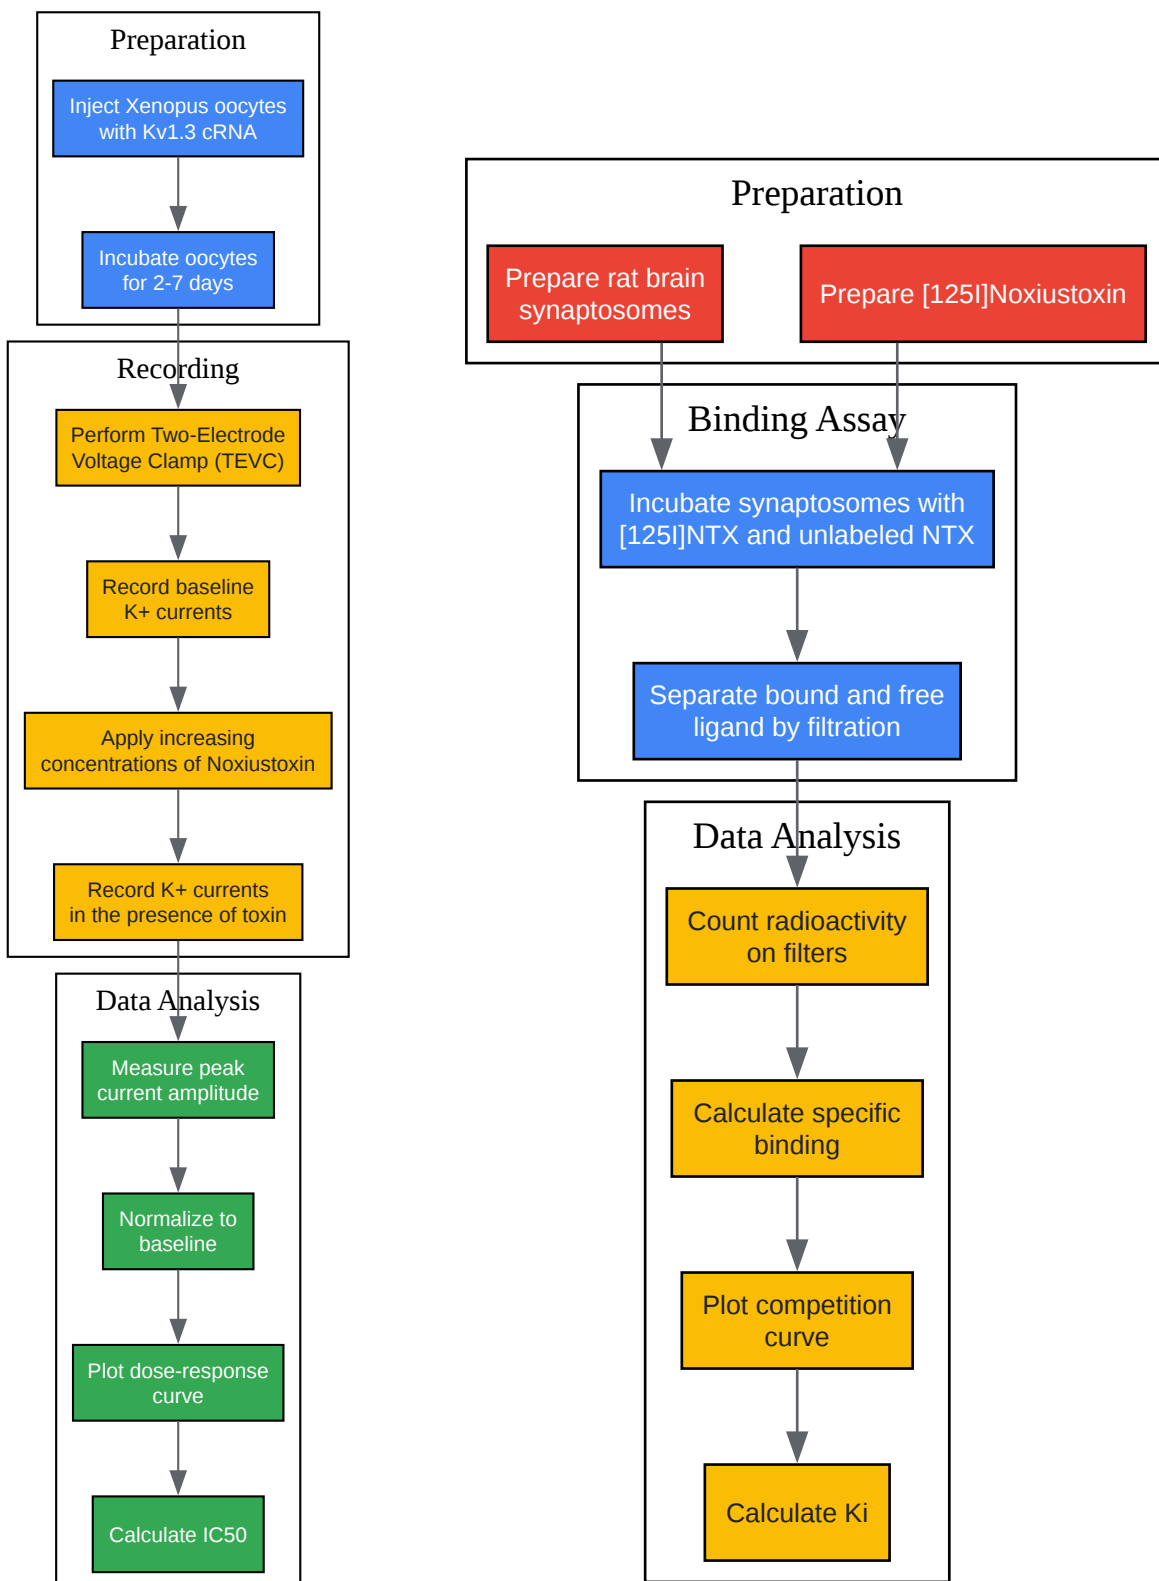 Preparation
Inject Xenopus oocytes
with Kv1.3 cRNA
Incubate oocytes
for 2-7 days
Recording
Perform Two-Electrode
Voltage Clamp (TEVC)
Record baseline
K+ currents
Apply increasing
concentrations of Noxiustoxin
Record K+ currents
in the presence of toxin
Data Analysis
Measure peak
current amplitude
Normalize to
baseline
Plot dose-response
curve
Calculate IC50
Preparation
Prepare rat brain
synaptosomes
Prepare [125I]Noxiustoxin
Binding Assay
Incubate synaptosomes with
[125I]NTX and unlabeled NTX
Separate bound and free
ligand by filtration
Data Analysis
Count radioactivity
on filters
Calculate specific
binding
Plot competition
curve
Calculate Ki